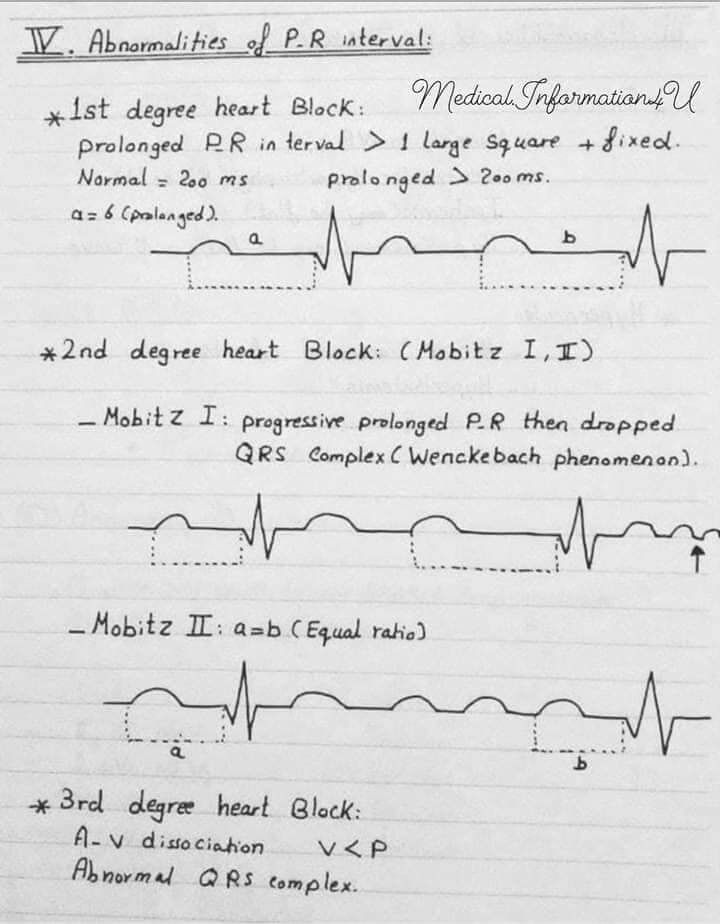 IV. Abnormalities of P-R interval:
Medical.Information4U
* 1st degree heart Block:
prolonged P-R interval > 1 large square + fixed.
Normal = 200 ms prolonged > 200 ms.
a = 6 (prolonged).
a b
* 2nd degree heart Block: (Mobitz I, II)
- Mobitz I: progressive prolonged P-R then dropped
QRS Complex (Wenckebach phenomenon).
- Mobitz II: a=b (Equal ratio)
a b
* 3rd degree heart Block:
A-V dissociation V < P
Abnormal QRS complex.